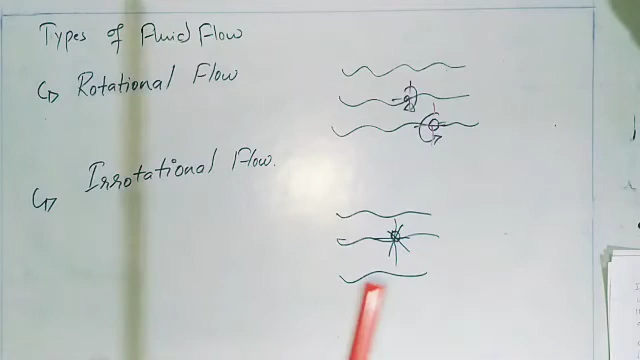 Types of Fluid Flow
↳ Rotational Flow
↳ Irrotational Flow.